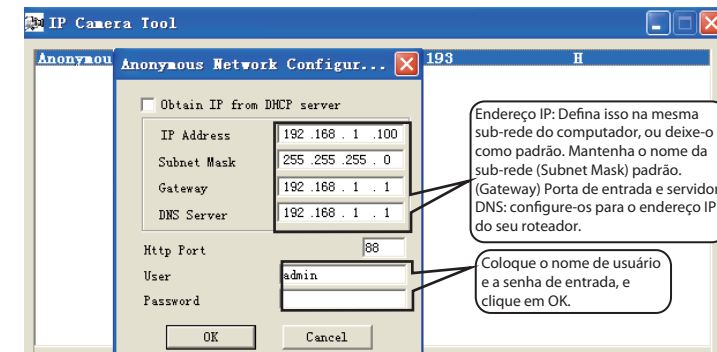 IP Camera Tool
Anonymou 193 H
Anonymous Network Configur...
Obtain IP from DHCP server
IP Address 192 .168 . 1 .100
Subnet Mask 255 .255 .255 . 0
Gateway 192 .168 . 1 . 1
DNS Server 192 .168 . 1 . 1
Http Port 88
User admin
Password
OK Cancel
Endereço IP: Defina isso na mesma
sub-rede do computador, ou deixe-o
como padrão. Mantenha o nome da
sub-rede (Subnet Mask) padrão.
(Gateway) Porta de entrada e servidor
DNS: configure-os para o endereço IP
do seu roteador.
Coloque o nome de usuário
e a senha de entrada, e
clique em OK.